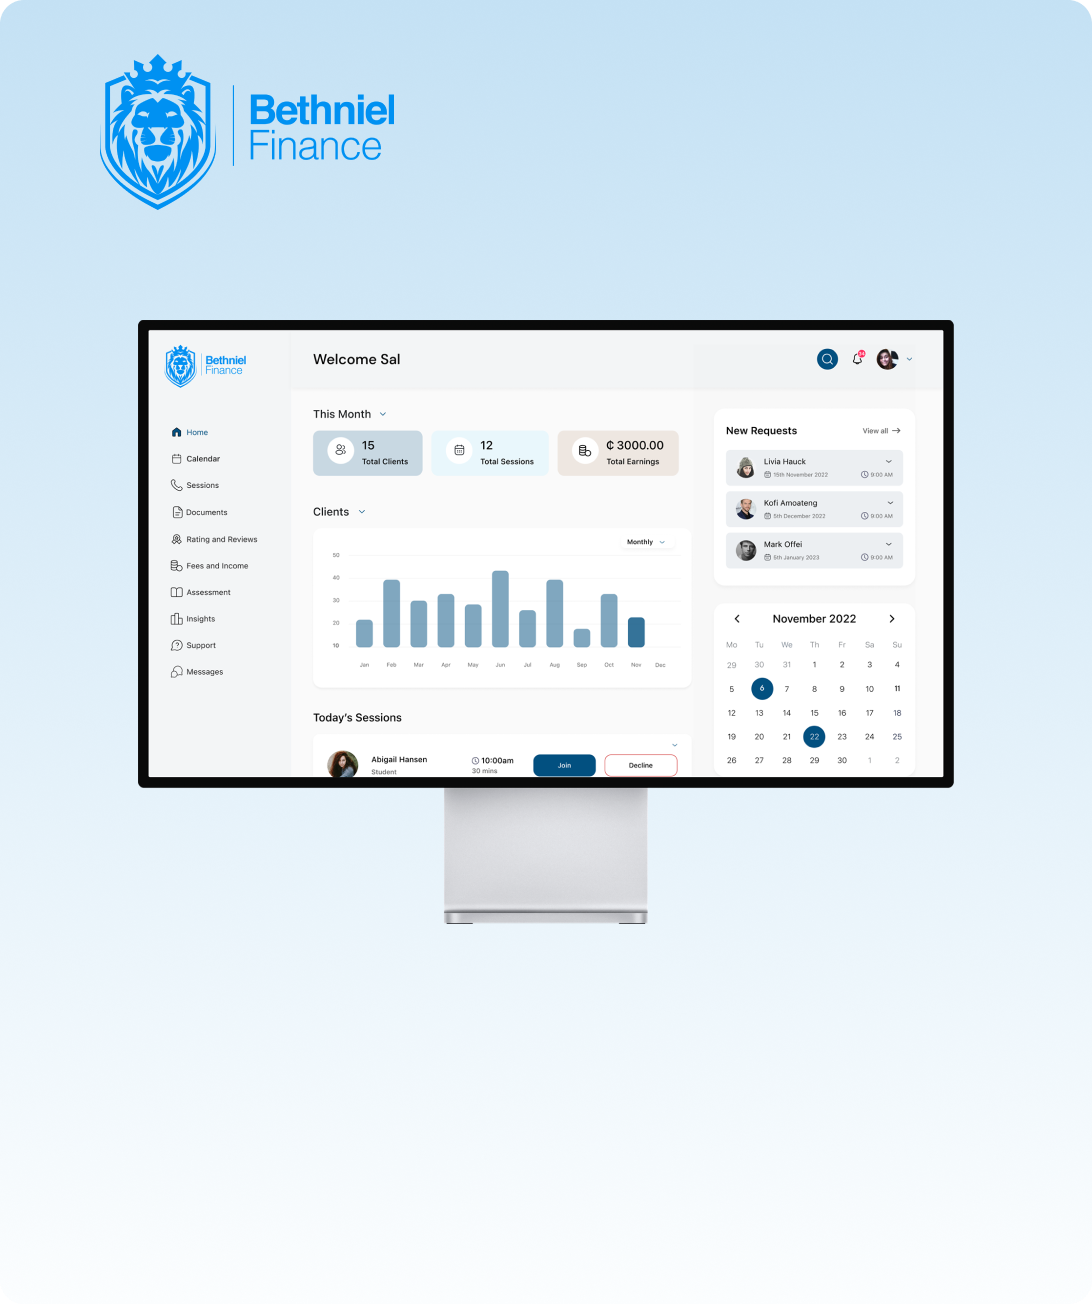 Bethniel
Finance
Bethniel
Finance
Welcome Sal
Home
Calendar
Sessions
Documents
Rating and Reviews
Fees and Income
Assessment
Insights
Support
Messages
This Month
15
Total Clients
12
Total Sessions
₵ 3000.00
Total Earnings
Clients
Monthly
50
40
30
20
10
Jan Feb Mar Apr May Jun Jul Aug Sep Oct Nov Dec
Today's Sessions
Abigail Hansen
Student
10:00am
30 mins
Join
Decline
New Requests
View all
Livia Hauck
15th November 2022 9:00 AM
Kofi Amoateng
5th December 2022 9:00 AM
Mark Offei
6th January 2023 9:00 AM
November 2022
Mo Tu We Th Fr Sa Su
29 30 31 1 2 3 4
5 6 7 8 9 10 11
12 13 14 15 16 17 18
19 20 21 22 23 24 25
26 27 28 29 30 1 2